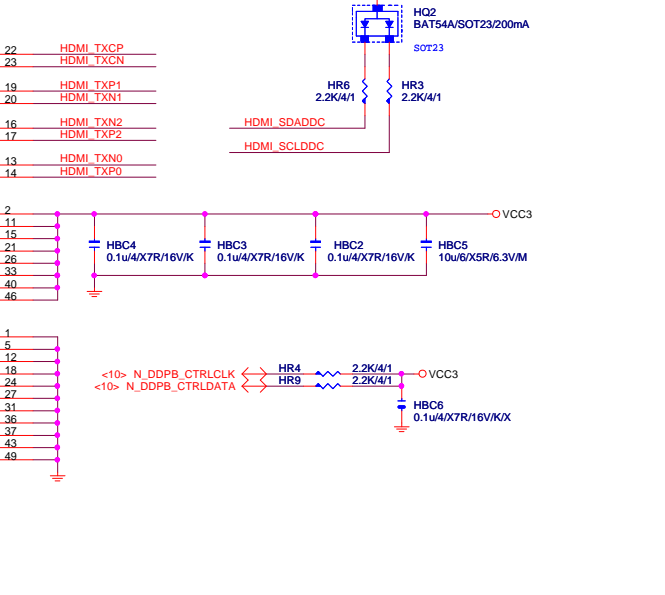 HQ2
BAT54A/SOT23/200mA
SOT23
22 HDMI_TXCP
23 HDMI_TXCN
19 HDMI_TXP1
20 HDMI_TXN1
HR6
2.2K/4/1
HR3
2.2K/4/1
16 HDMI_TXN2
17 HDMI_TXP2
HDMI_SDADDC
HDMI_SCLDDC
13 HDMI_TXN0
14 HDMI_TXP0
2
11
15
21
26
33
40
46
VCC3
HBC4
0.1u/4/X7R/16V/K
HBC3
0.1u/4/X7R/16V/K
HBC2
0.1u/4/X7R/16V/K
HBC5
10u/6/X5R/6.3V/M
1
5
12
18
24
27
31
36
37
43
49
<10> N_DDPB_CTRLCLK HR4 2.2K/4/1 VCC3
<10> N_DDPB_CTRLDATA HR9 2.2K/4/1
HBC6
0.1u/4/X7R/16V/K/X